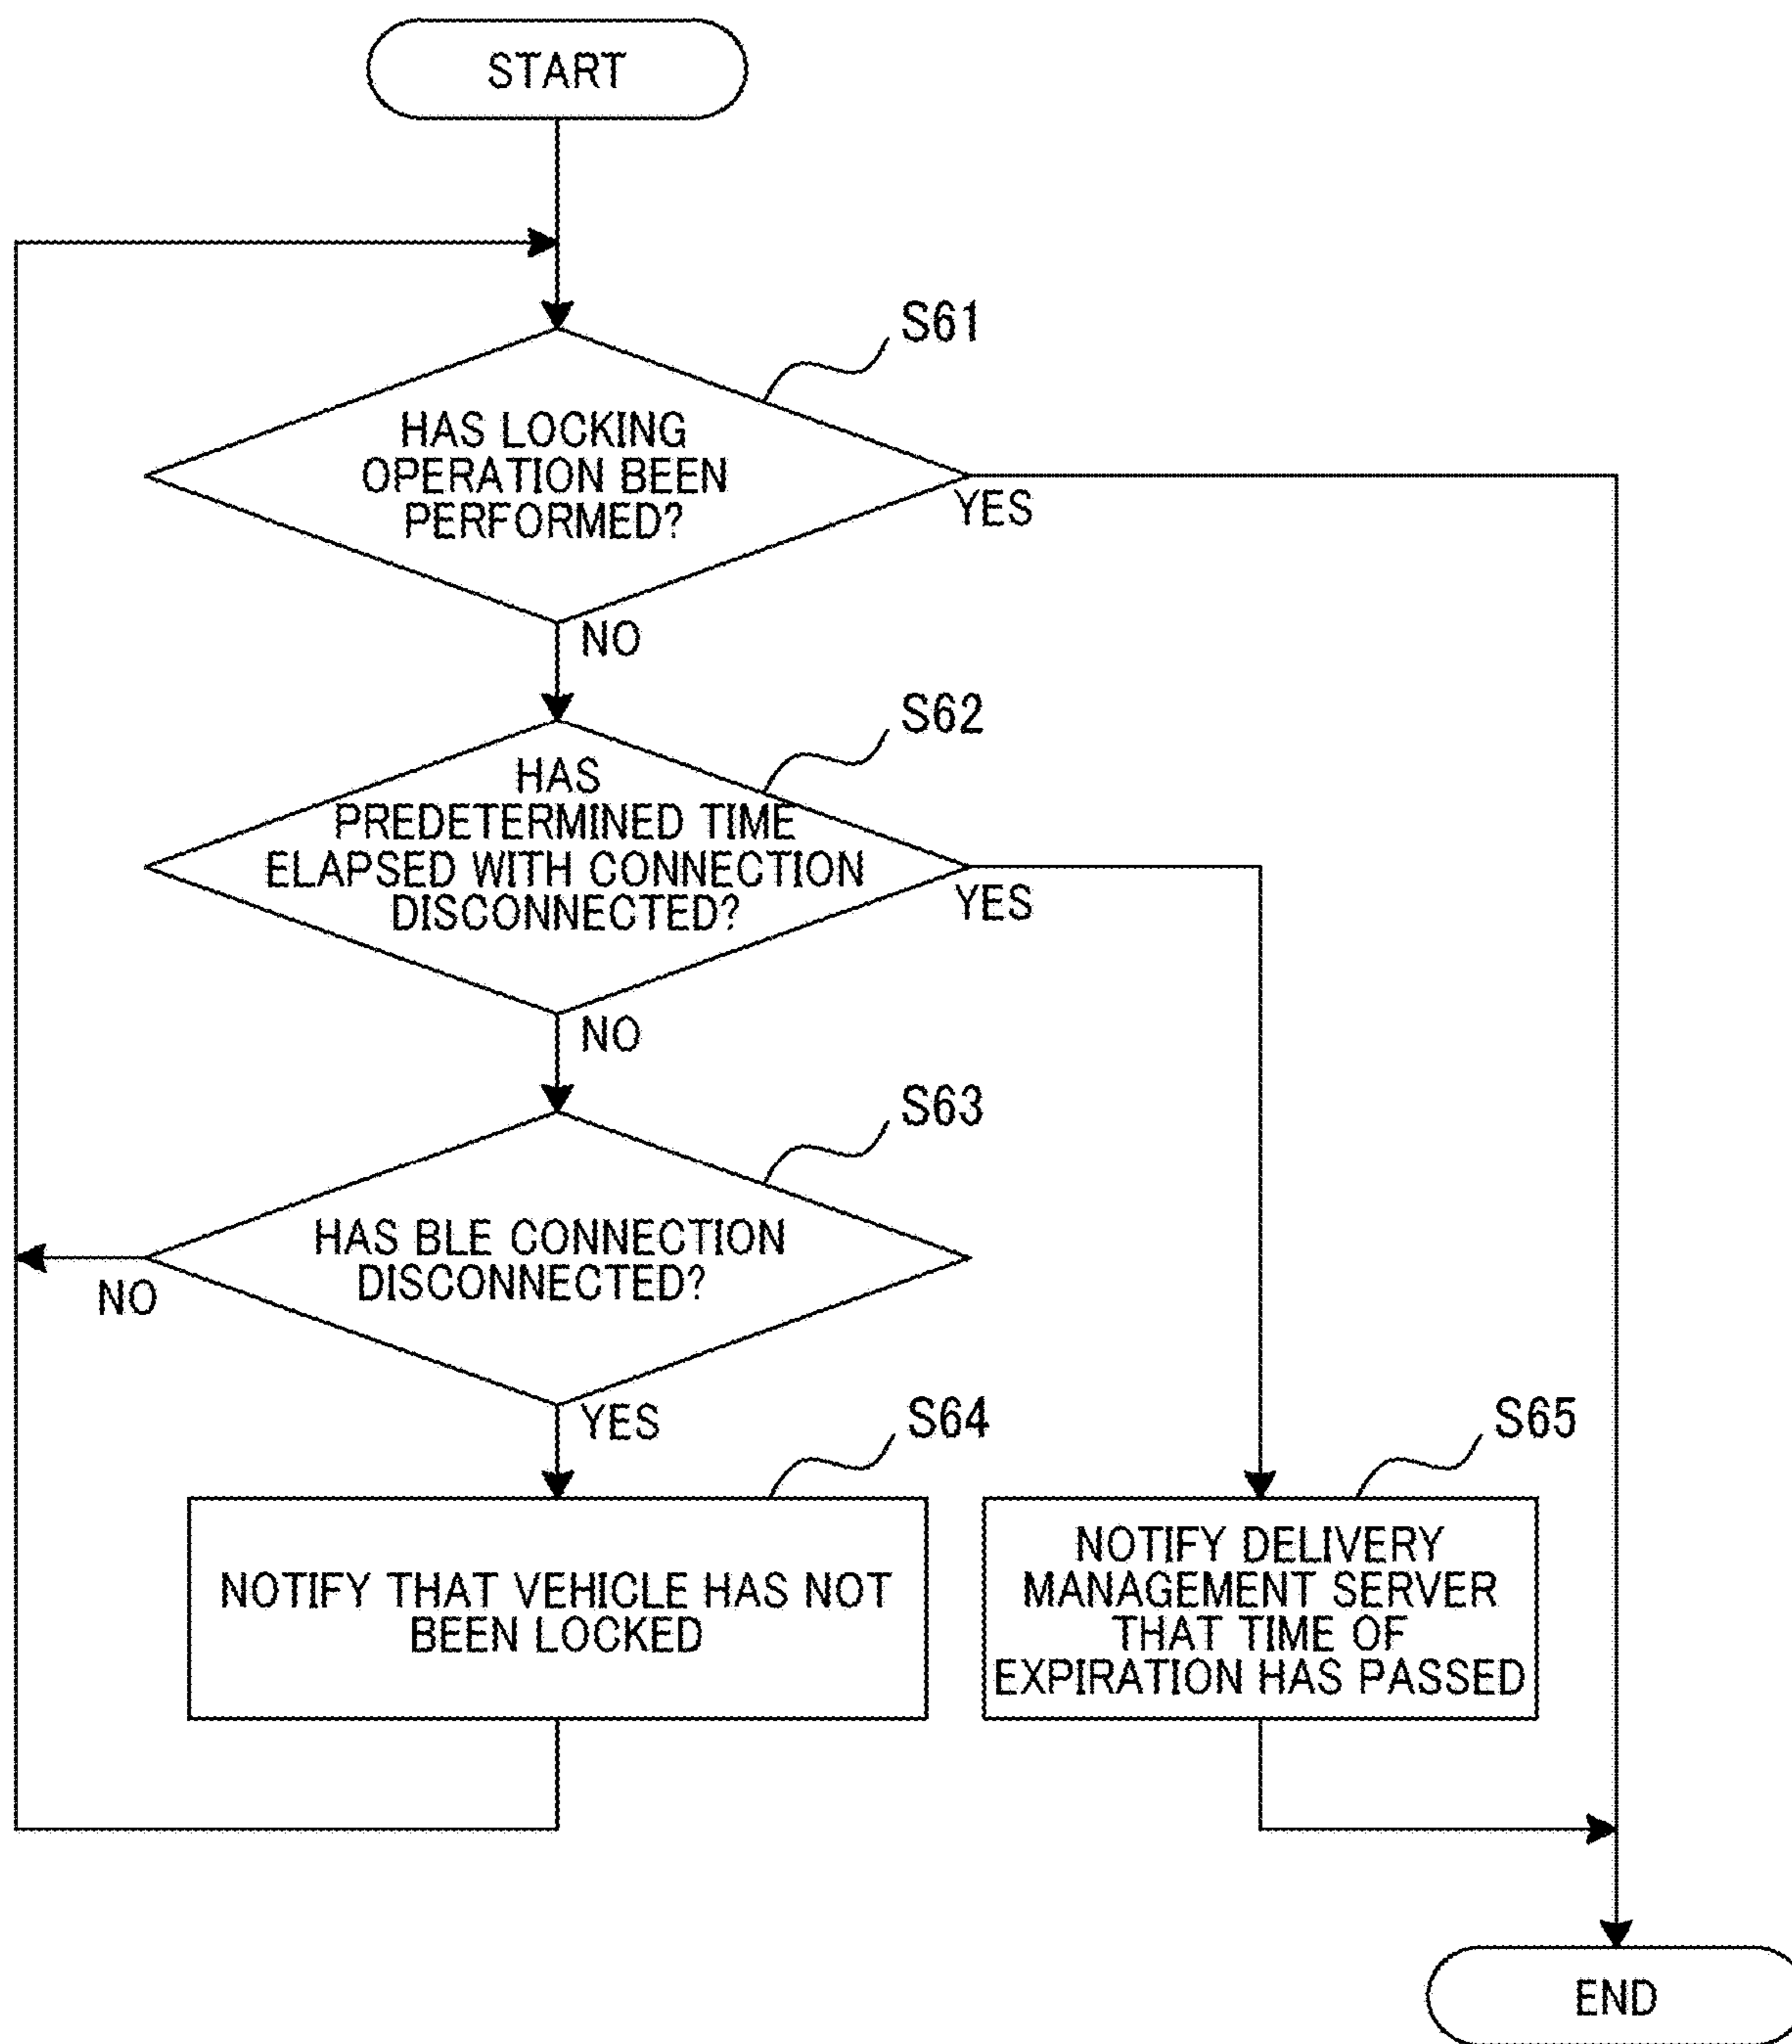 START
S61
HAS LOCKING
OPERATION BEEN
PERFORMED?
YES
NO
S62
HAS
PREDETERMINED TIME
ELAPSED WITH CONNECTION
DISCONNECTED?
YES
NO
S63
HAS BLE CONNECTION
DISCONNECTED?
NO
YES
S64
NOTIFY THAT VEHICLE HAS NOT
BEEN LOCKED
S65
NOTIFY DELIVERY
MANAGEMENT SERVER
THAT TIME OF
EXPIRATION HAS PASSED
END